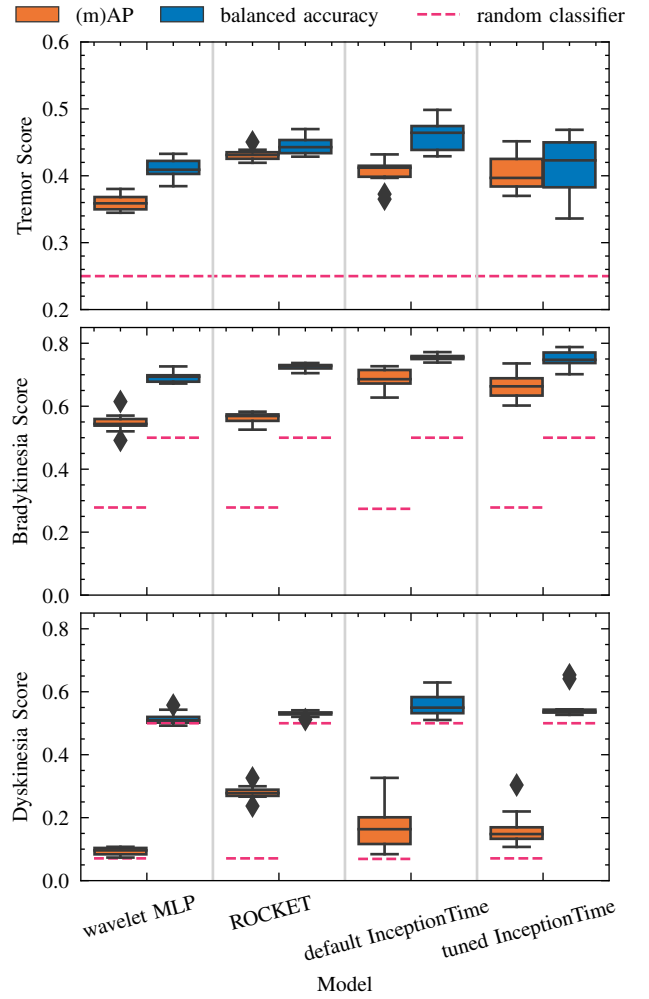 (m)AP balanced accuracy random classifier
0.6
0.5
0.4
0.3
0.2
Tremor Score
0.8
0.6
0.4
0.2
0.0
Bradykinesia Score
0.8
0.6
0.4
0.2
0.0
Dyskinesia Score
wavelet MLP ROCKET default InceptionTime tuned InceptionTime
Model